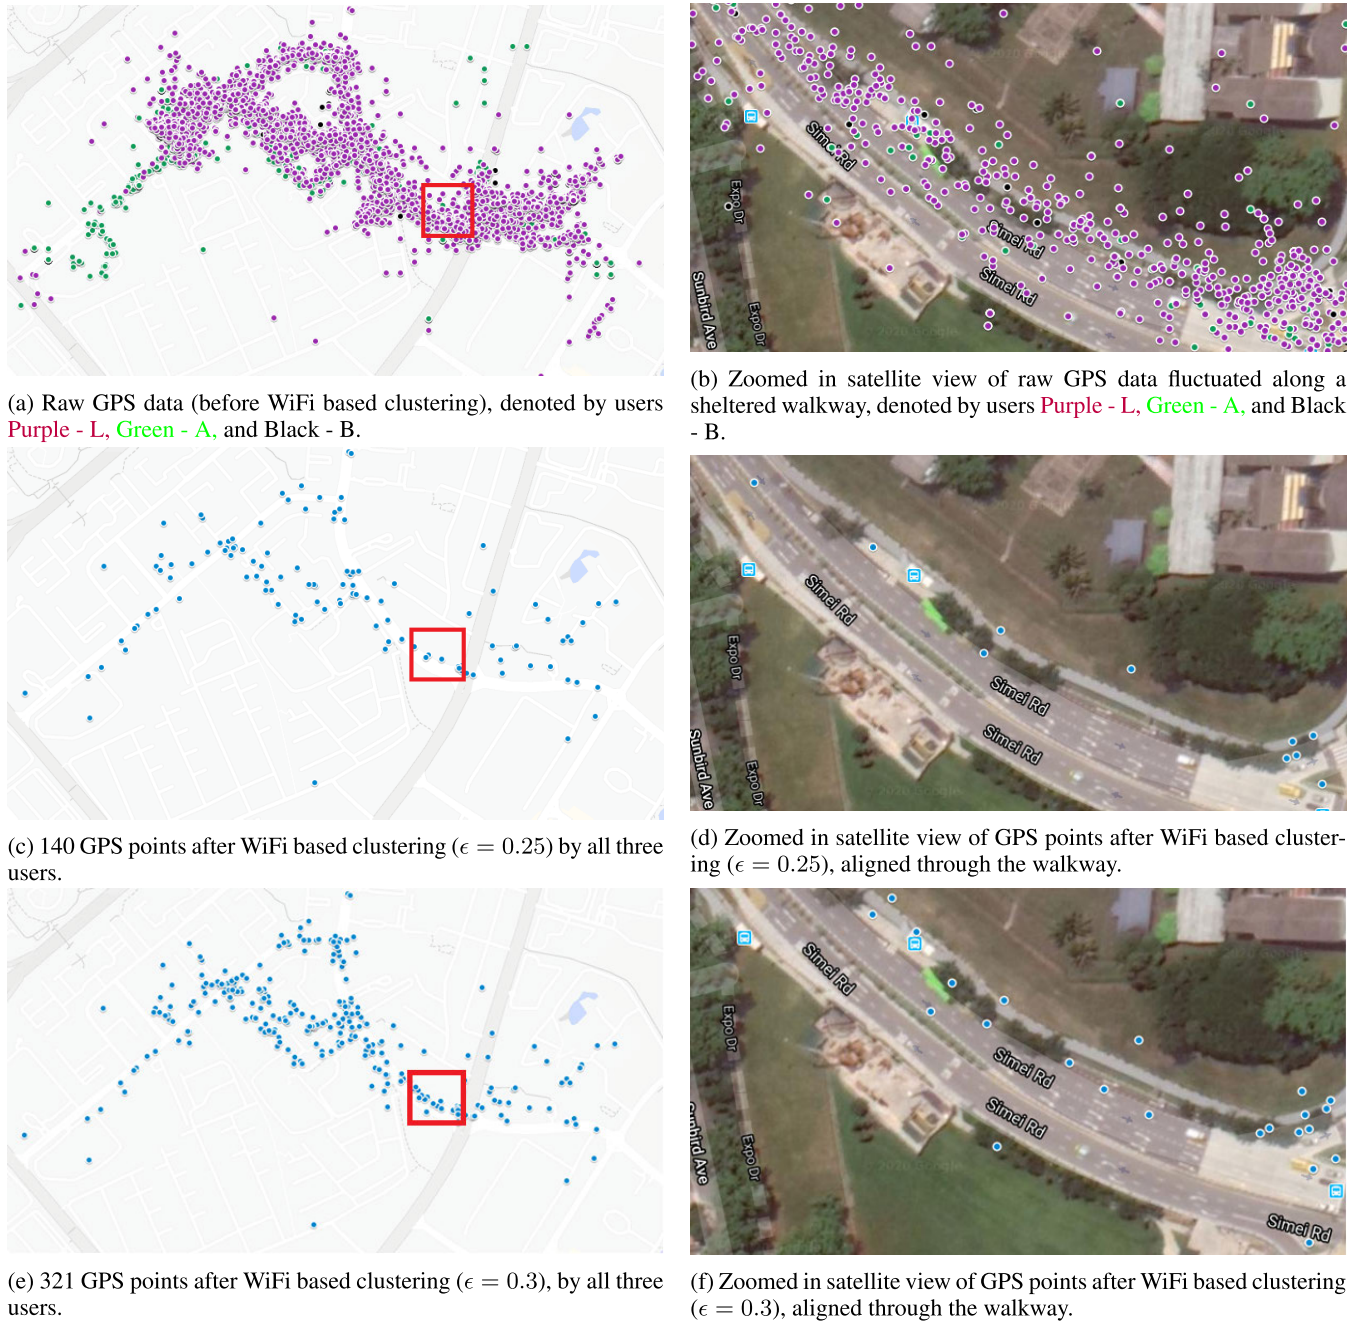 Simei Rd
Simei Rd
Simei Rd
Expo Dr
Expo Dr
Sunbird Ave
(a) Raw GPS data (before WiFi based clustering), denoted by users
Purple - L, Green - A, and Black - B.
(b) Zoomed in satellite view of raw GPS data fluctuated along a
sheltered walkway, denoted by users Purple - L, Green - A, and Black
- B.
Simei Rd
Simei Rd
Simei Rd
Expo Dr
Expo Dr
Sunbird Ave
© 2020 Google
(c) 140 GPS points after WiFi based clustering (ϵ = 0.25) by all three
users.
(d) Zoomed in satellite view of GPS points after WiFi based cluster-
ing (ϵ = 0.25), aligned through the walkway.
Simei Rd
Simei Rd
Simei Rd
Simei Rd
Expo Dr
Expo Dr
Sunbird Ave
© 2020 Google
(e) 321 GPS points after WiFi based clustering (ϵ = 0.3), by all three
users.
(f) Zoomed in satellite view of GPS points after WiFi based clustering
(ϵ = 0.3), aligned through the walkway.